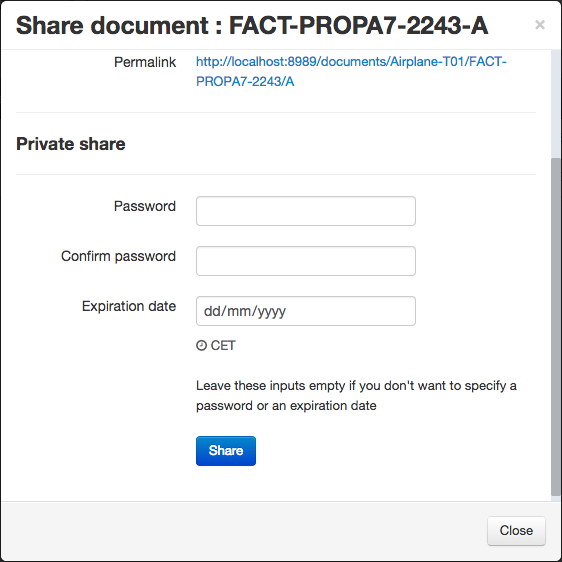 Share document : FACT-PROPA7-2243-A
×
Permalink
http://localhost:8989/documents/Airplane-T01/FACT-
PROPA7-2243/A
Private share
Password
Confirm password
Expiration date
dd/mm/yyyy
CET
Leave these inputs empty if you don't want to specify a
password or an expiration date
Share
Close